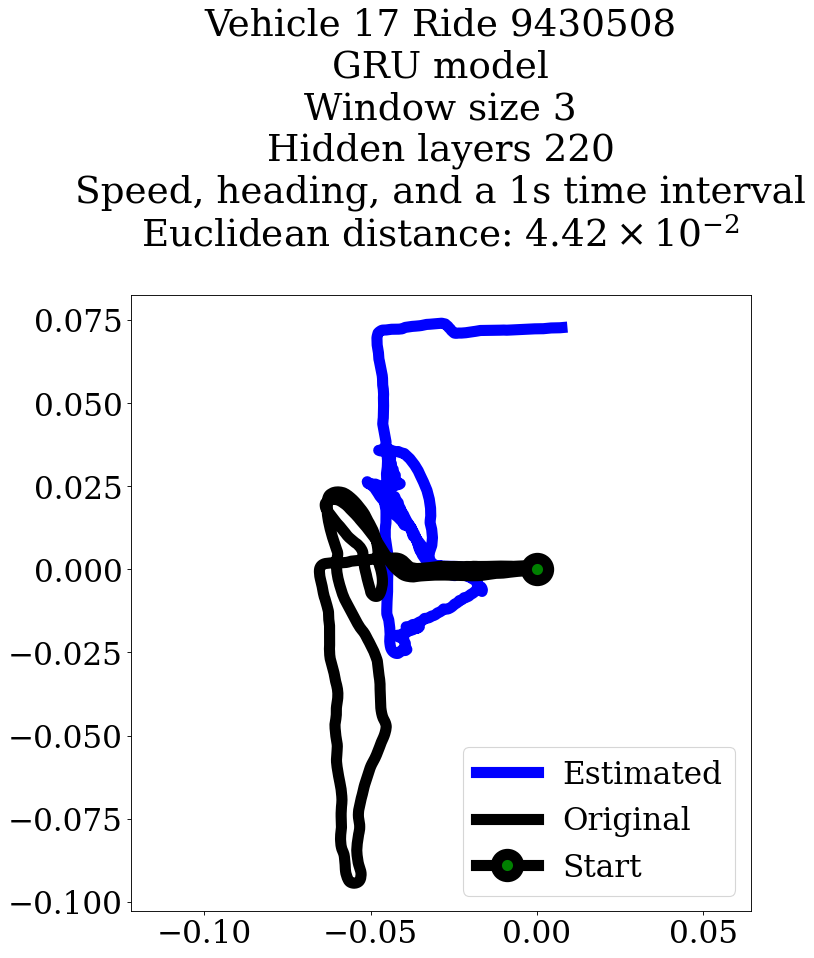 Vehicle 17 Ride 9430508
GRU model
Window size 3
Hidden layers 220
Speed, heading, and a 1s time interval
Euclidean distance: 4.42 × 10⁻²
0.075
0.050
0.025
0.000
−0.025
−0.050
−0.075
−0.100
Estimated
Original
Start
−0.10 −0.05 0.00 0.05